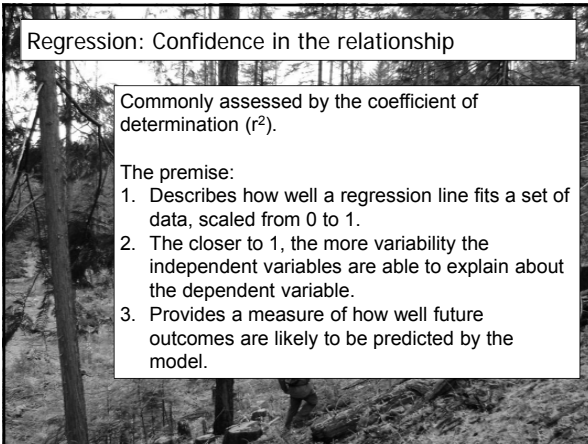 Regression: Confidence in the relationship
Commonly assessed by the coefficient of
determination (r²).
The premise:
1. Describes how well a regression line fits a set of
data, scaled from 0 to 1.
2. The closer to 1, the more variability the
independent variables are able to explain about
the dependent variable.
3. Provides a measure of how well future
outcomes are likely to be predicted by the
model.